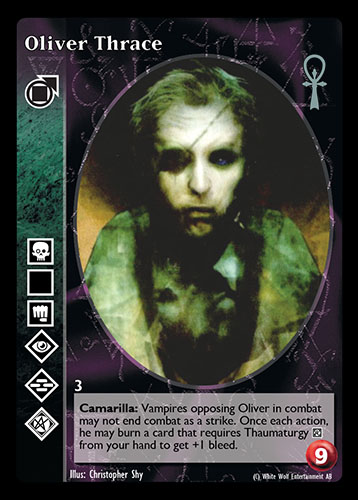 Oliver Thrace
3
Camarilla: Vampires opposing Oliver in combat
may not end combat as a strike. Once each action,
he may burn a card that requires Thaumaturgy
from your hand to get +1 bleed.
9
Illus: Christopher Shy
(C) White Wolf Entertainment AB